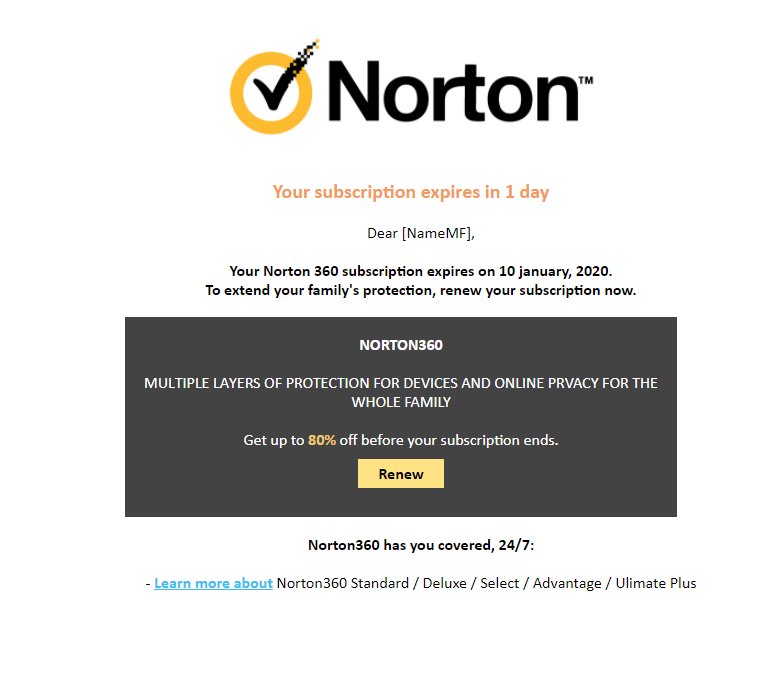 Norton™
Your subscription expires in 1 day
Dear [NameMF],
Your Norton 360 subscription expires on 10 january, 2020.
To extend your family's protection, renew your subscription now.
NORTON360
MULTIPLE LAYERS OF PROTECTION FOR DEVICES AND ONLINE PRVACY FOR THE
WHOLE FAMILY
Get up to 80% off before your subscription ends.
Renew
Norton360 has you covered, 24/7:
- Learn more about Norton360 Standard / Deluxe / Select / Advantage / Ulimate Plus